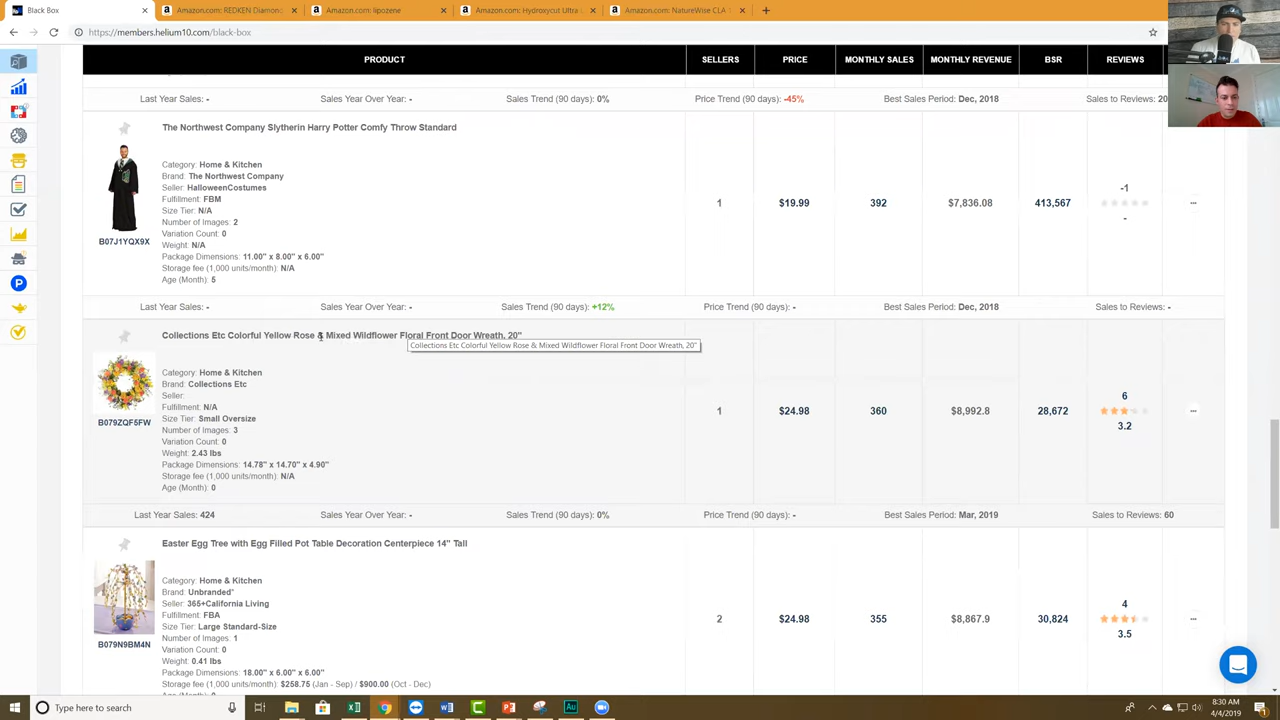 Black Box
Amazon.com: REDKEN Diamon
Amazon.com: lipozene
Amazon.com: Hydroxycut Ultra
Amazon.com: NatureWise CLA
https://members.helium10.com/black-box
PRODUCT SELLERS PRICE MONTHLY SALES MONTHLY REVENUE BSR REVIEWS
Last Year Sales: - Sales Year Over Year: - Sales Trend (90 days): 0% Price Trend (90 days): -45% Best Sales Period: Dec, 2018 Sales to Reviews: 20
The Northwest Company Slytherin Harry Potter Comfy Throw Standard
Category: Home & Kitchen
Brand: The Northwest Company
Seller: HalloweenCostumes
Fulfillment: FBM
Size Tier: N/A
Number of Images: 2
Variation Count: 0
Weight: N/A
Package Dimensions: 11.00" x 8.00" x 6.00"
Storage fee (1,000 units/month): N/A
Age (Month): 5
B07J1YQX9X
1 $19.99 392 $7,836.08 413,567 -1
-
Last Year Sales: - Sales Year Over Year: - Sales Trend (90 days): +12% Price Trend (90 days): - Best Sales Period: Dec, 2018 Sales to Reviews: -
Collections Etc Colorful Yellow Rose & Mixed Wildflower Floral Front Door Wreath, 20"
Collections Etc Colorful Yellow Rose & Mixed Wildflower Floral Front Door Wreath, 20"
Category: Home & Kitchen
Brand: Collections Etc
Seller:
Fulfillment: N/A
Size Tier: Small Oversize
Number of Images: 3
Variation Count: 0
Weight: 2.43 lbs
Package Dimensions: 14.78" x 14.70" x 4.90"
Storage fee (1,000 units/month): N/A
Age (Month): 0
B079ZQF5FW
1 $24.98 360 $8,992.8 28,672 6
3.2
Last Year Sales: 424 Sales Year Over Year: - Sales Trend (90 days): 0% Price Trend (90 days): - Best Sales Period: Mar, 2019 Sales to Reviews: 60
Easter Egg Tree with Egg Filled Pot Table Decoration Centerpiece 14" Tall
Category: Home & Kitchen
Brand: Unbranded*
Seller: 365+California Living
Fulfillment: FBA
Size Tier: Large Standard-Size
Number of Images: 1
Variation Count: 0
Weight: 0.41 lbs
Package Dimensions: 18.00" x 6.00" x 6.00"
Storage fee (1,000 units/month): $258.75 (Jan - Sep) / $900.00 (Oct - Dec)
B079N9BM4N
2 $24.98 355 $8,867.9 30,824 4
3.5
Type here to search
8:30 AM
4/4/2019